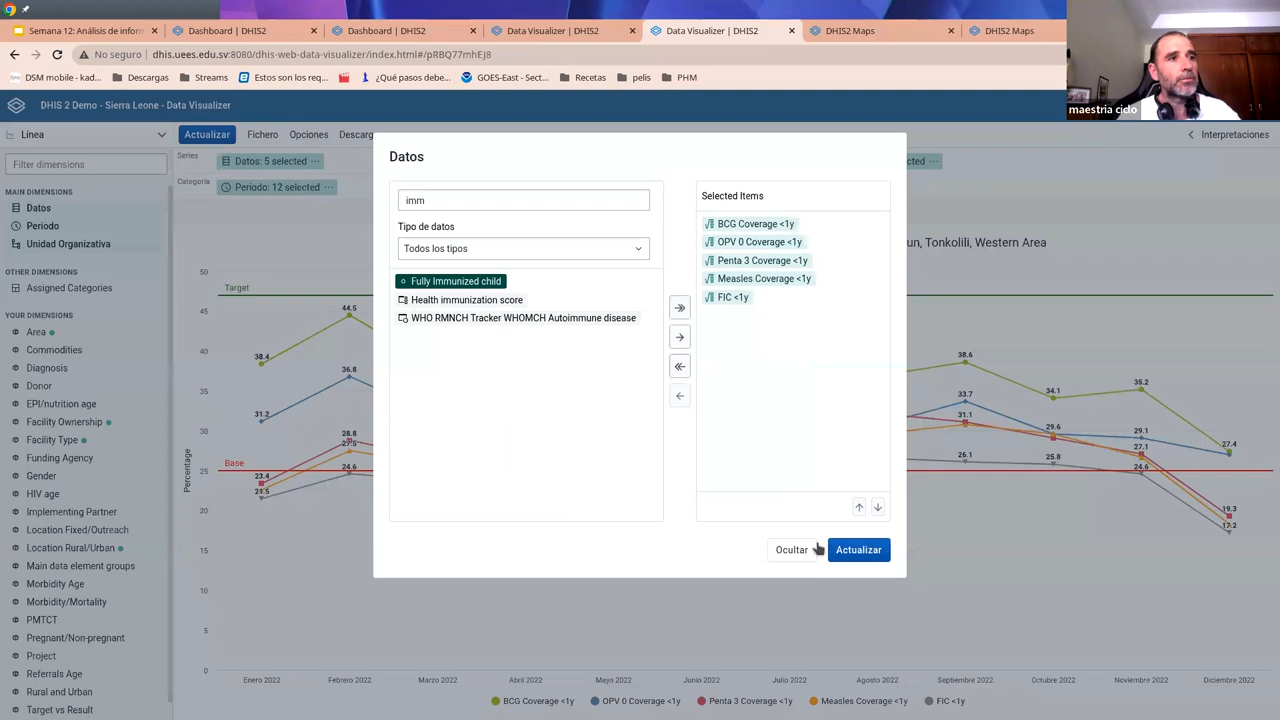 Semana 12: Análisis de infor
Dashboard | DHIS2
Dashboard | DHIS2
Data Visualizer | DHIS2
Data Visualizer | DHIS2
DHIS2 Maps
DHIS2 Maps
No seguro
dhis.uees.edu.sv:8080/dhis-web-data-visualizer/index.html#/pRBQ77mhEJ8
DSM mobile - kad...
Descargas
Streams
Estos son los req...
¿Qué pasos debe...
GOES-East - Sect...
Recetas
pelis
PHM
maestria ciclo
DHIS 2 Demo - Sierra Leone - Data Visualizer
Línea
Actualizar
Fichero
Opciones
Descarg
Interpretaciones
Filter dimensions
MAIN DIMENSIONS
Datos
Periodo
Unidad Organizativa
OTHER DIMENSIONS
Assigned Categories
YOUR DIMENSIONS
Area
Commodities
Diagnosis
Donor
EPI/nutrition age
Facility Ownership
Facility Type
Funding Agency
Gender
HIV age
Implementing Partner
Location Fixed/Outreach
Location Rural/Urban
Main data element groups
Morbidity Age
Morbidity/Mortality
PMTCT
Pregnant/Non-pregnant
Project
Referrals Age
Rural and Urban
Target vs Result
Series
Datos: 5 selected ...
cted ...
Categoría
Periodo: 12 selected ...
un, Tonkolili, Western Area
Datos
imm
Tipo de datos
Todos los tipos
Fully Immunized child
Health immunization score
WHO RMNCH Tracker WHOMCH Autoimmune disease
Selected Items
BCG Coverage <1y
OPV 0 Coverage <1y
Penta 3 Coverage <1y
Measles Coverage <1y
FIC <1y
Ocultar
Actualizar
Percentage
50
45
40
35
30
25
20
15
10
5
0
Target
Base
38.4
44.5
31.2
36.8
28.8
27.5
23.4
21.5
24.6
38.6
34.1
35.2
33.7
31.1
29.6
29.1
27.4
27.1
26.1
25.8
24.6
19.3
17.2
Enero 2022
Febrero 2022
Marzo 2022
Abril 2022
Mayo 2022
Junio 2022
Julio 2022
Agosto 2022
Septiembre 2022
Octubre 2022
Noviembre 2022
Diciembre 2022
BCG Coverage <1y
OPV 0 Coverage <1y
Penta 3 Coverage <1y
Measles Coverage <1y
FIC <1y